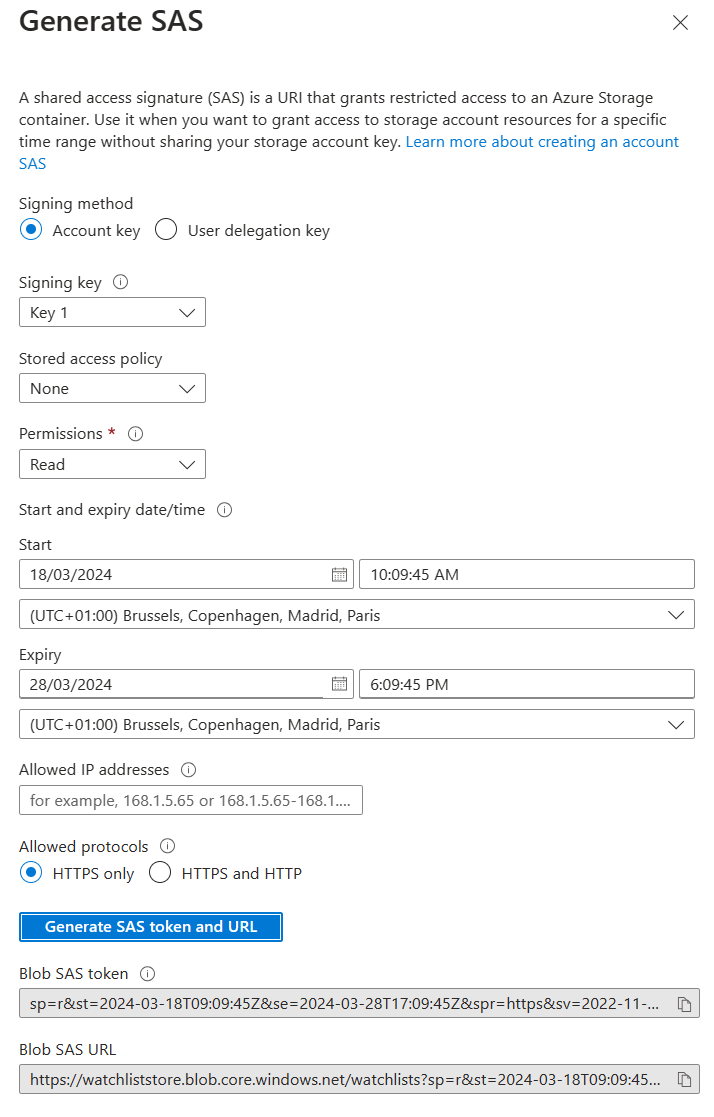 Generate SAS
A shared access signature (SAS) is a URI that grants restricted access to an Azure Storage
container. Use it when you want to grant access to storage account resources for a specific
time range without sharing your storage account key. Learn more about creating an account
SAS
Signing method
Account key
User delegation key
Signing key
Key 1
Stored access policy
None
Permissions *
Read
Start and expiry date/time
Start
18/03/2024
10:09:45 AM
(UTC+01:00) Brussels, Copenhagen, Madrid, Paris
Expiry
28/03/2024
6:09:45 PM
(UTC+01:00) Brussels, Copenhagen, Madrid, Paris
Allowed IP addresses
for example, 168.1.5.65 or 168.1.5.65-168.1....
Allowed protocols
HTTPS only
HTTPS and HTTP
Generate SAS token and URL
Blob SAS token
sp=r&st=2024-03-18T09:09:45Z&se=2024-03-28T17:09:45Z&spr=https&sv=2022-11-...
Blob SAS URL
https://watchliststore.blob.core.windows.net/watchlists?sp=r&st=2024-03-18T09:09:45...